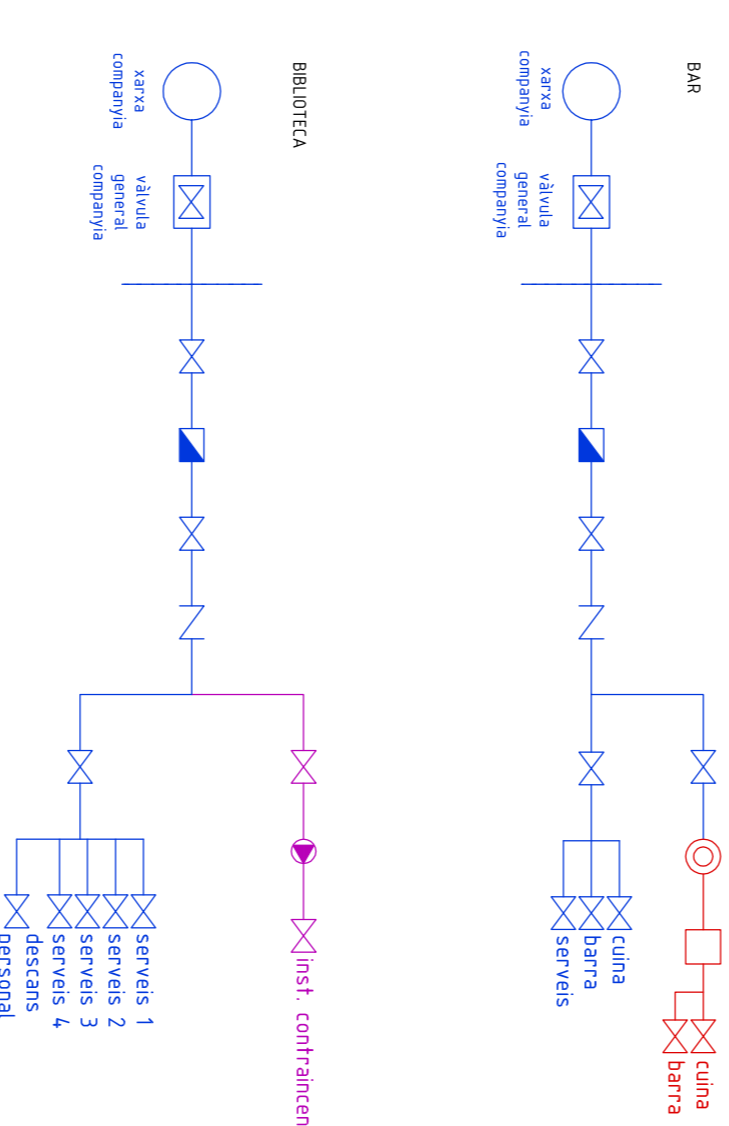 BAR
xarxa
companyia
vàlvula
general
companyia
cuina
barra
cuina
barra
serveis
BIBLIOTECA
xarxa
companyia
vàlvula
general
companyia
inst. contraincen
serveis 1
serveis 2
serveis 3
serveis 4
descans
personal